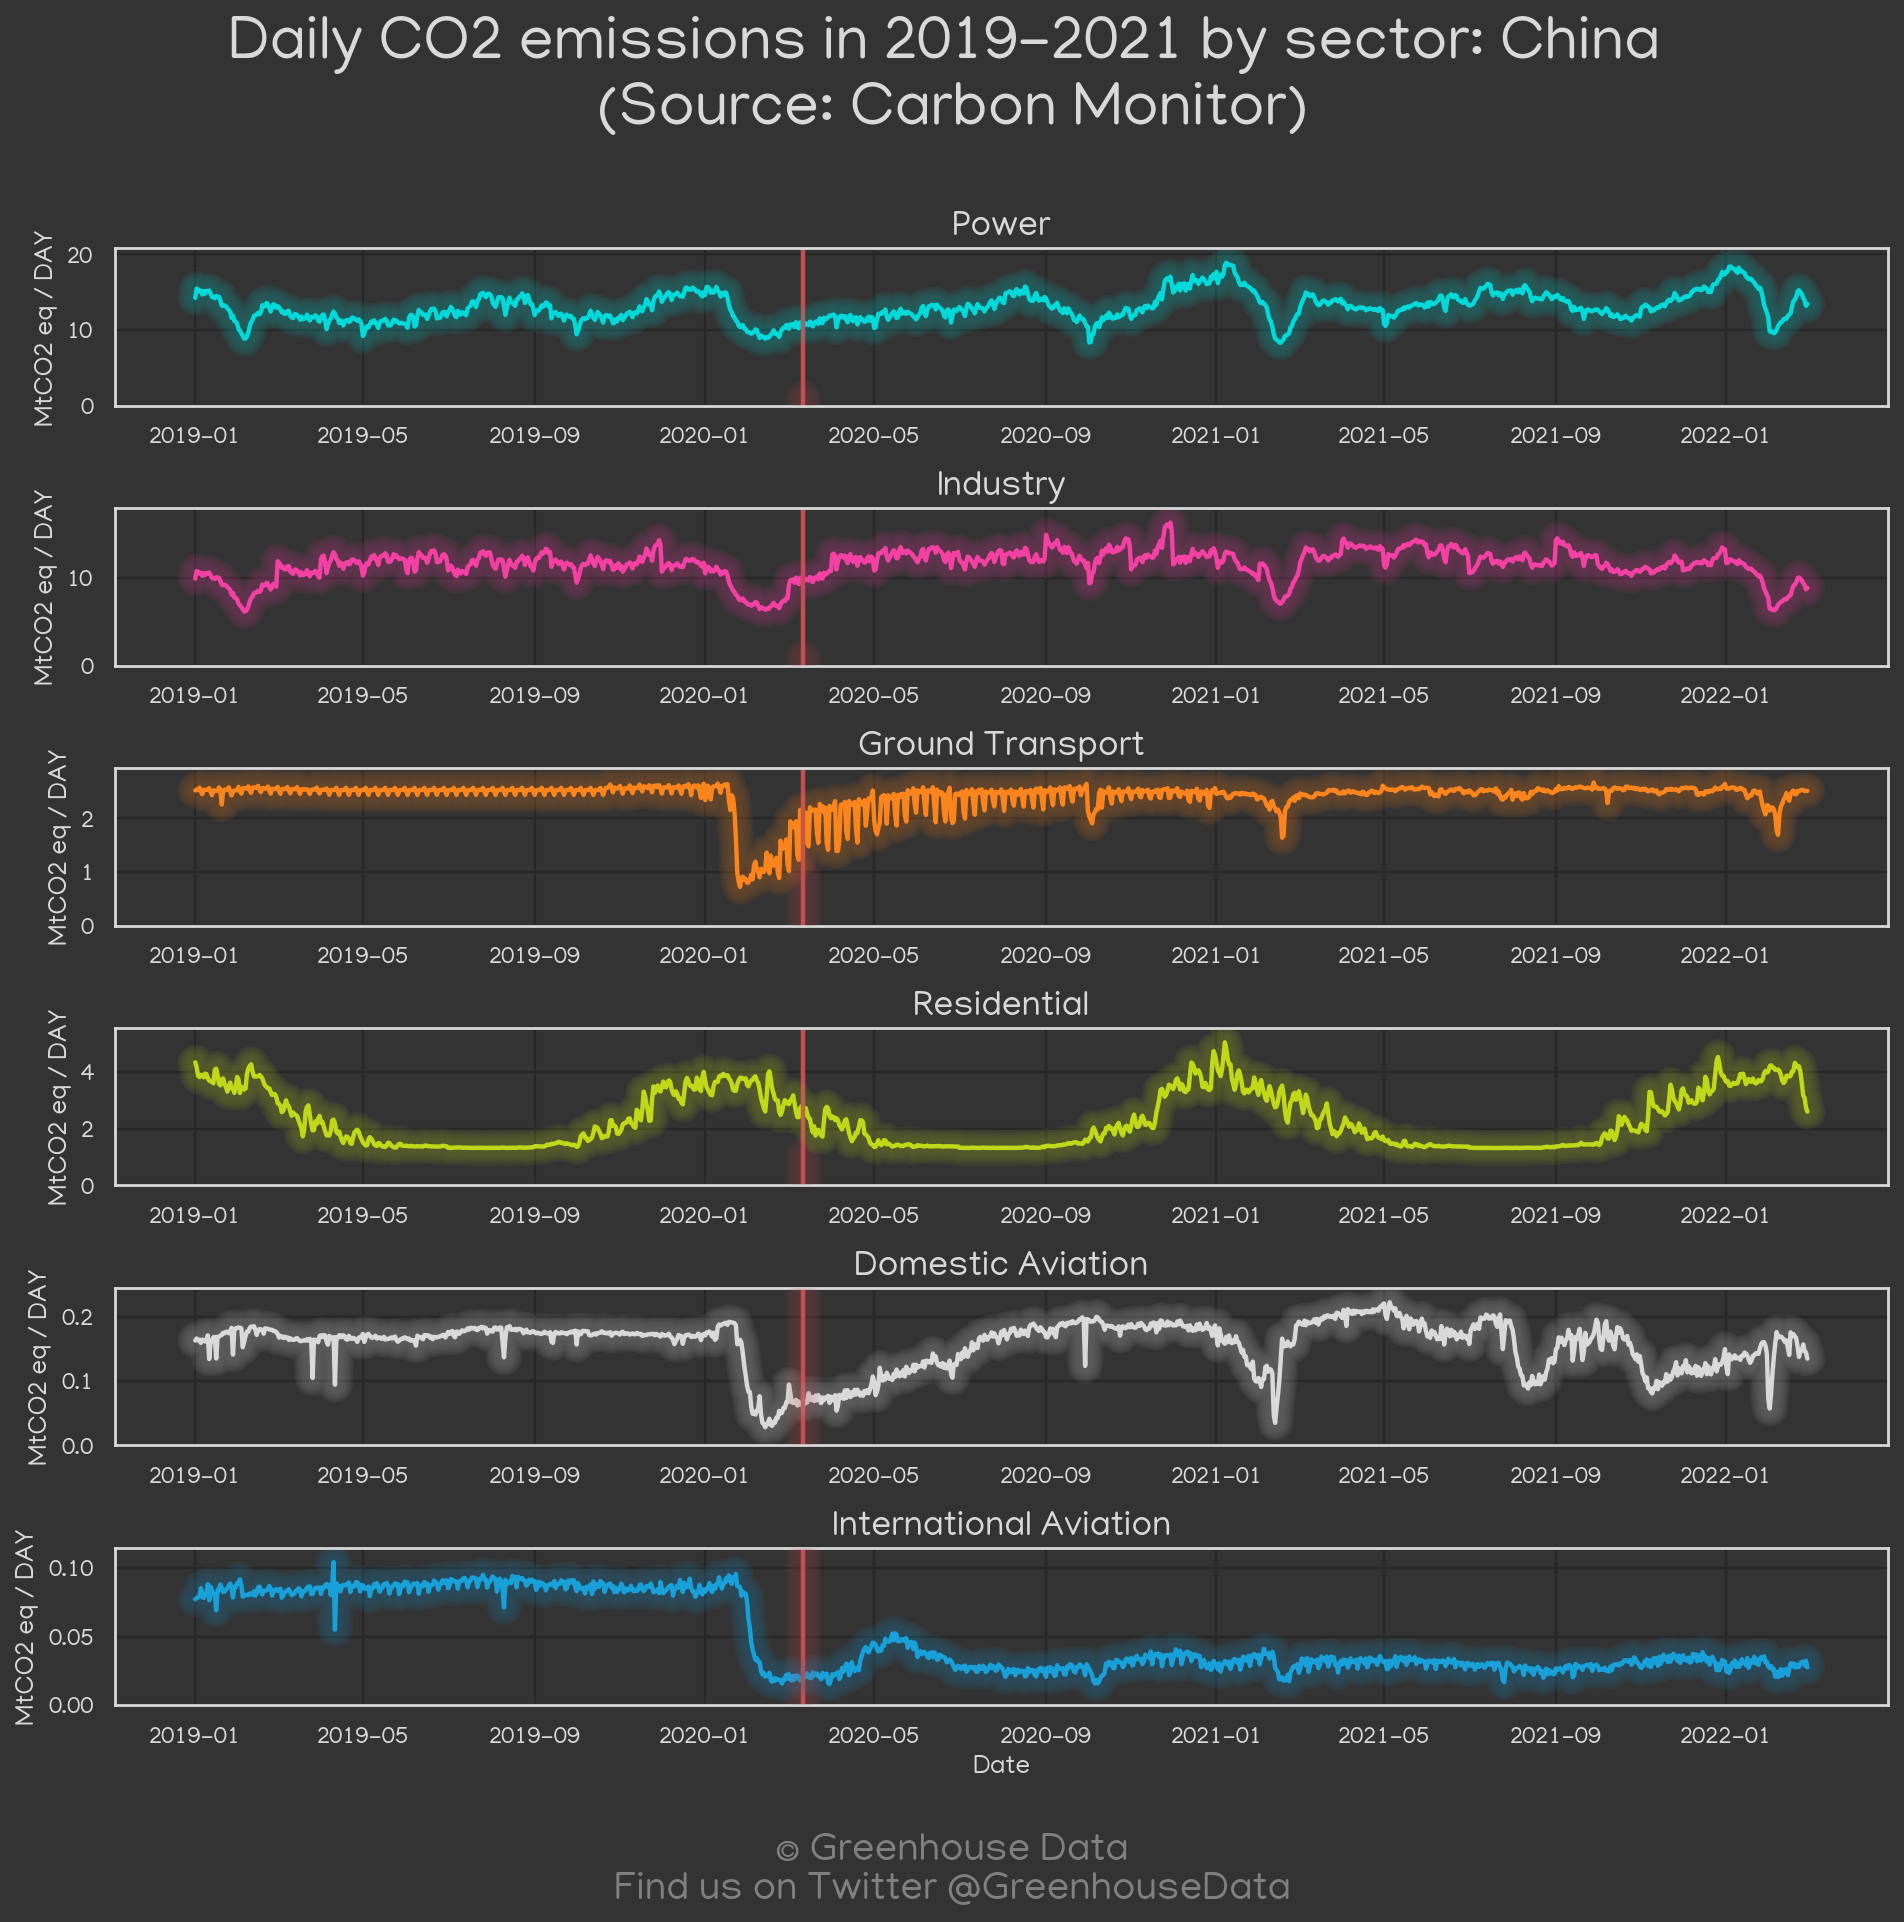 Daily CO2 emissions in 2019-2021 by sector: China
(Source: Carbon Monitor)
Power
MtCO2 eq / DAY
20
10
0
2019-01 2019-05 2019-09 2020-01 2020-05 2020-09 2021-01 2021-05 2021-09 2022-01
Industry
MtCO2 eq / DAY
10
0
2019-01 2019-05 2019-09 2020-01 2020-05 2020-09 2021-01 2021-05 2021-09 2022-01
Ground Transport
MtCO2 eq / DAY
2
1
0
2019-01 2019-05 2019-09 2020-01 2020-05 2020-09 2021-01 2021-05 2021-09 2022-01
Residential
MtCO2 eq / DAY
4
2
0
2019-01 2019-05 2019-09 2020-01 2020-05 2020-09 2021-01 2021-05 2021-09 2022-01
Domestic Aviation
MtCO2 eq / DAY
0.2
0.1
0.0
2019-01 2019-05 2019-09 2020-01 2020-05 2020-09 2021-01 2021-05 2021-09 2022-01
International Aviation
MtCO2 eq / DAY
0.10
0.05
0.00
2019-01 2019-05 2019-09 2020-01 2020-05 2020-09 2021-01 2021-05 2021-09 2022-01
Date
© Greenhouse Data
Find us on Twitter @GreenhouseData